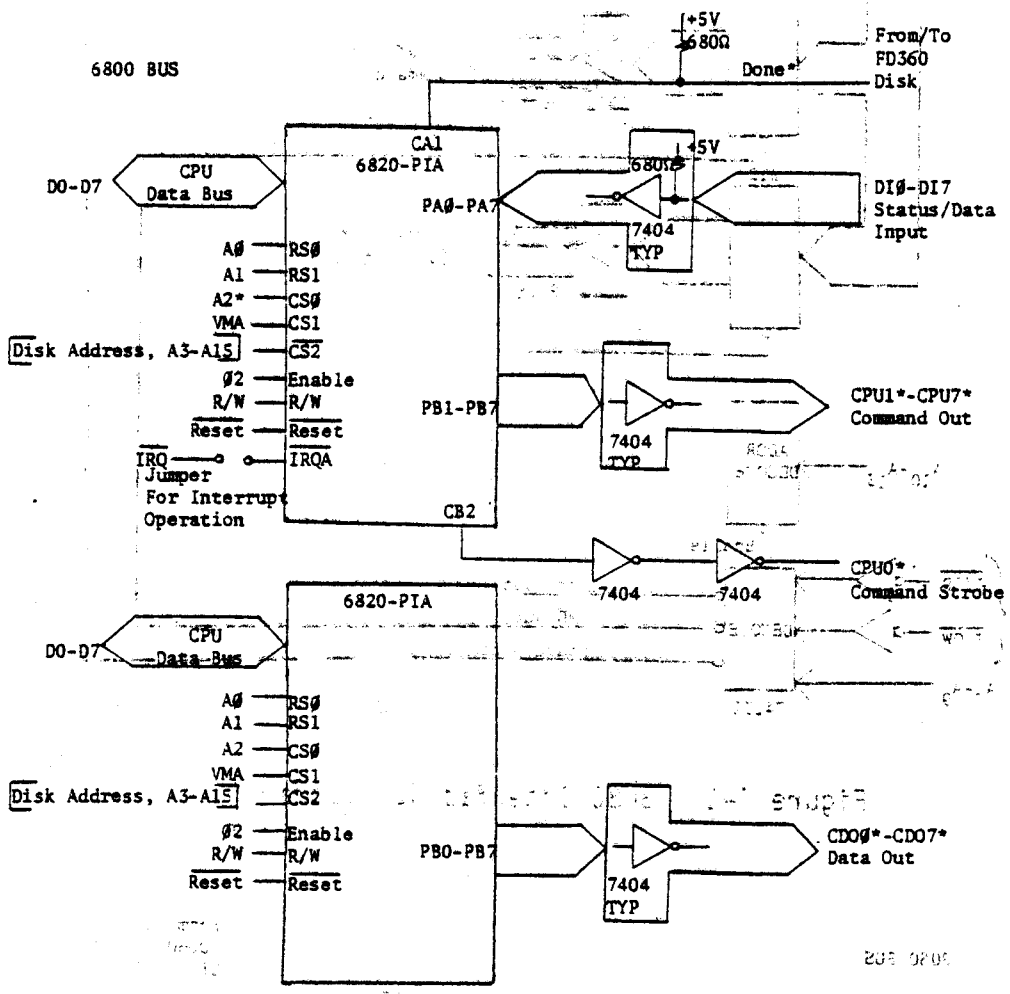 6800 BUS
+5V
680Ω
Done*
From/To
FD360
Disk
CA1
6820-PIA
CPU
Data Bus
D0-D7
PAØ-PA7
+5V
680Ω
7404
TYP
DIØ-DI7
Status/Data
Input
AØ RSØ
A1 RS1
A2* CSØ
VMA CS1
Disk Address, A3-A15 CS2
Ø2 Enable
R/W R/W
Reset Reset
IRQ IRQA
Jumper
For Interrupt
Operation
PB1-PB7
7404
TYP
CPU1*-CPU7*
Command Out
CB2
7404
7404
CPU0*
Command Strobe
6820-PIA
CPU
Data Bus
D0-D7
AØ RSØ
A1 RS1
A2 CSØ
VMA CS1
Disk Address, A3-A15 CS2
Ø2 Enable
R/W R/W
Reset Reset
PB0-PB7
7404
TYP
CDOØ*-CDO7*
Data Out
8080 BUS